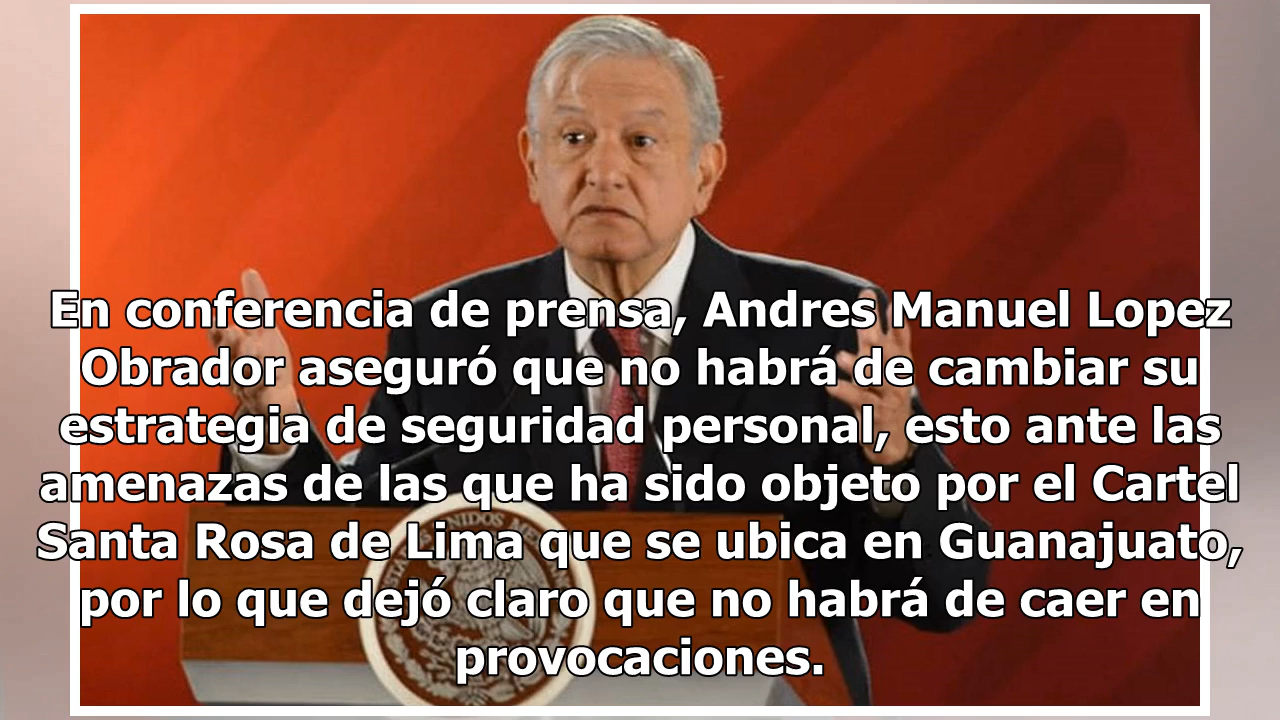 En conferencia de prensa, Andres Manuel Lopez
Obrador aseguró que no habrá de cambiar su
estrategia de seguridad personal, esto ante las
amenazas de las que ha sido objeto por el Cartel
Santa Rosa de Lima que se ubica en Guanajuato,
por lo que dejó claro que no habrá de caer en
provocaciones.